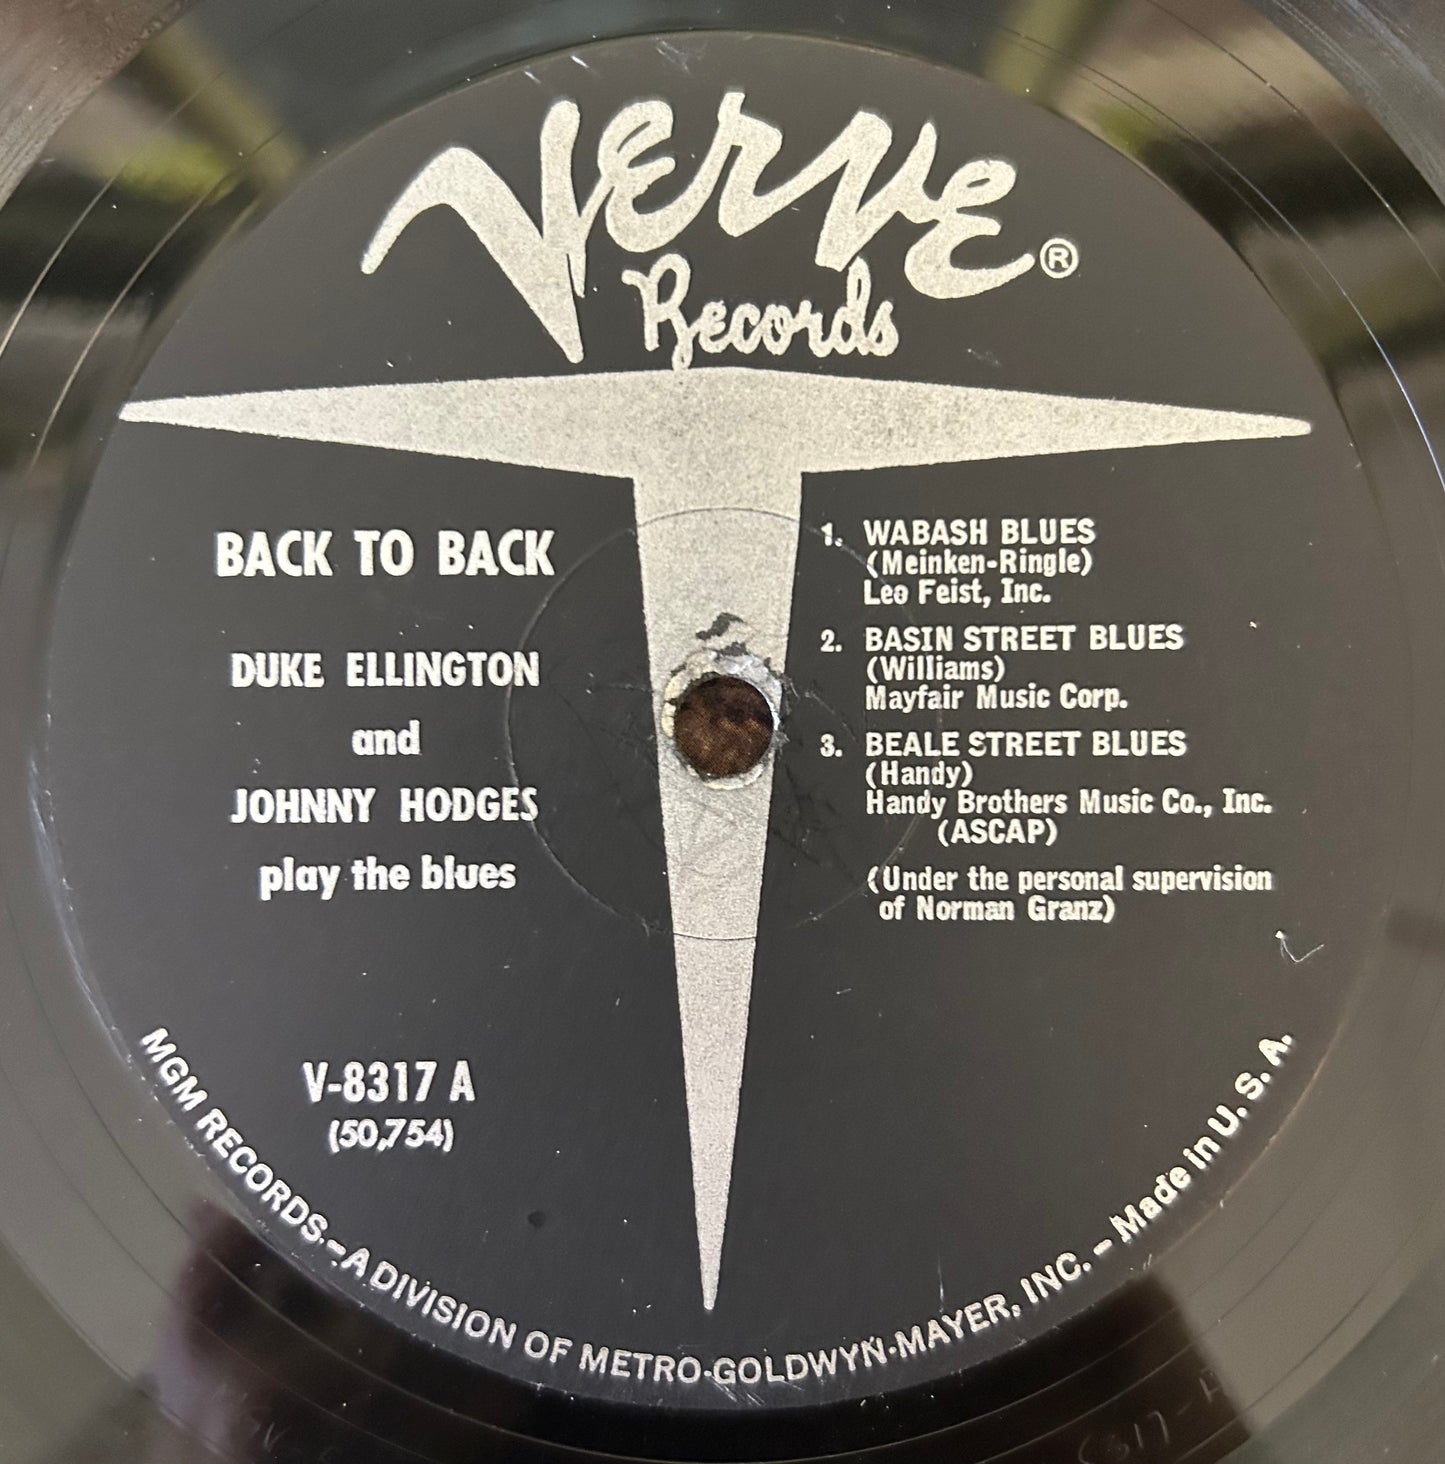 Verve®
Records
BACK TO BACK
DUKE ELLINGTON
and
JOHNNY HODGES
play the blues
1. WABASH BLUES
(Meinken-Ringle)
Leo Feist, Inc.
2. BASIN STREET BLUES
(Williams)
Mayfair Music Corp.
3. BEALE STREET BLUES
(Handy)
Handy Brothers Music Co., Inc.
(ASCAP)
(Under the personal supervision
of Norman Granz)
V-8317 A
(50,754)
MGM RECORDS-A DIVISION OF METRO-GOLDWYN-MAYER, INC. - Made in U. S. A.